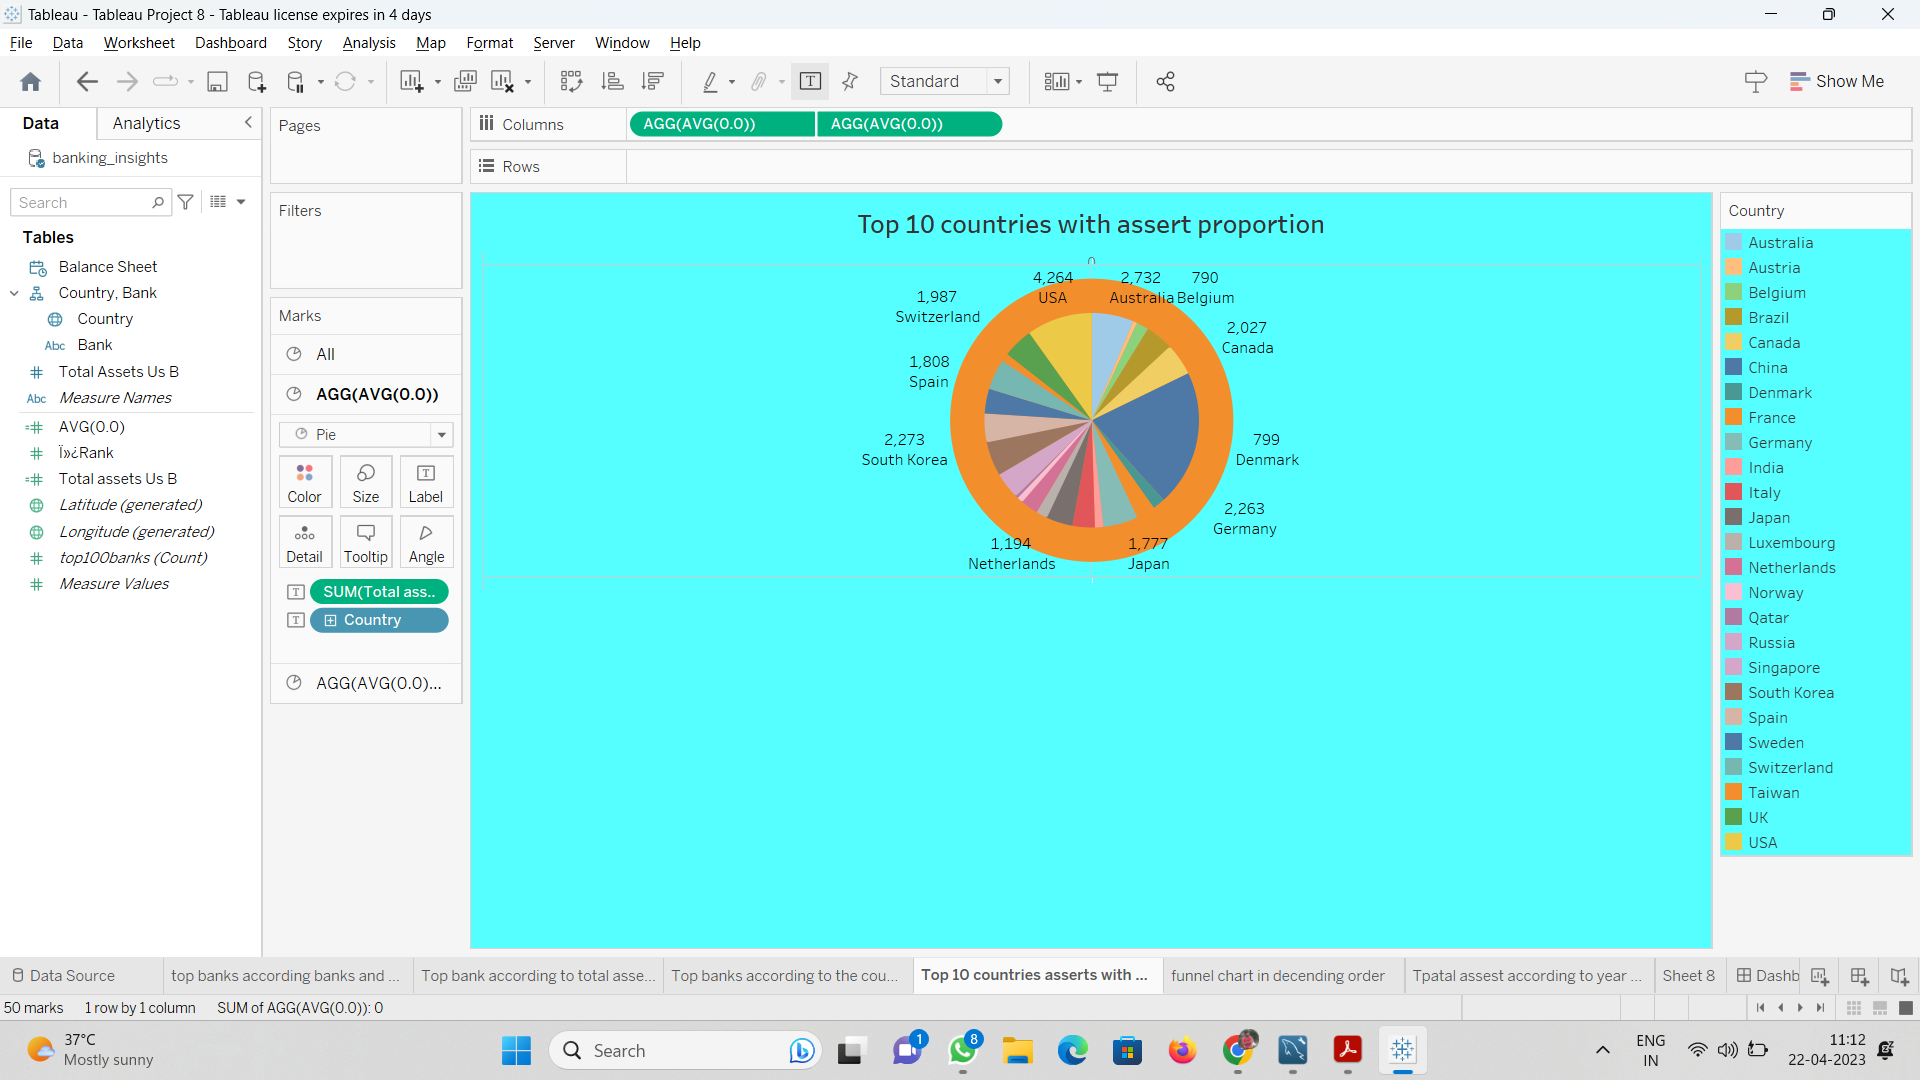 Tableau - Tableau Project 8 - Tableau license expires in 4 days
File Data Worksheet Dashboard Story Analysis Map Format Server Window Help
Standard
Show Me
Data Analytics
banking_insights
Search
Tables
Balance Sheet
Country, Bank
Country
Abc Bank
Total Assets Us B
Abc Measure Names
AVG(0.0)
ï»¿Rank
Total assets Us B
Latitude (generated)
Longitude (generated)
top100banks (Count)
Measure Values
Pages
Filters
Marks
All
AGG(AVG(0.0))
Pie
Color Size Label
Detail Tooltip Angle
SUM(Total ass..
Country
AGG(AVG(0.0)...
Columns AGG(AVG(0.0)) AGG(AVG(0.0))
Rows
Top 10 countries with assert proportion
0
4,264
USA
2,732
Australia
790
Belgium
1,987
Switzerland
2,027
Canada
1,808
Spain
2,273
South Korea
799
Denmark
2,263
Germany
1,194
Netherlands
1,777
Japan
Country
Australia
Austria
Belgium
Brazil
Canada
China
Denmark
France
Germany
India
Italy
Japan
Luxembourg
Netherlands
Norway
Qatar
Russia
Singapore
South Korea
Spain
Sweden
Switzerland
Taiwan
UK
USA
Data Source top banks according banks and ... Top bank according to total asse... Top banks according to the cou... Top 10 countries asserts with ... funnel chart in decending order Tpatal assest according to year ... Sheet 8 Dashb
50 marks 1 row by 1 column SUM of AGG(AVG(0.0)): 0
37°C
Mostly sunny
Search
1
8
ENG
IN
11:12
22-04-2023